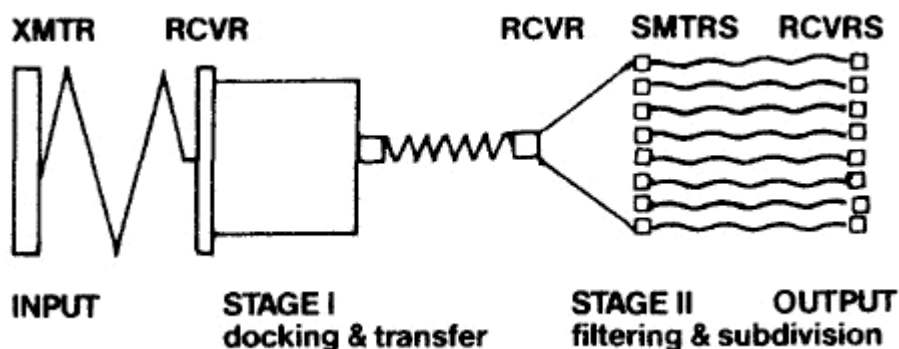 XMTR RCVR RCVR SMTRS RCVRS
INPUT STAGE I STAGE II OUTPUT
docking & transfer filtering & subdivision